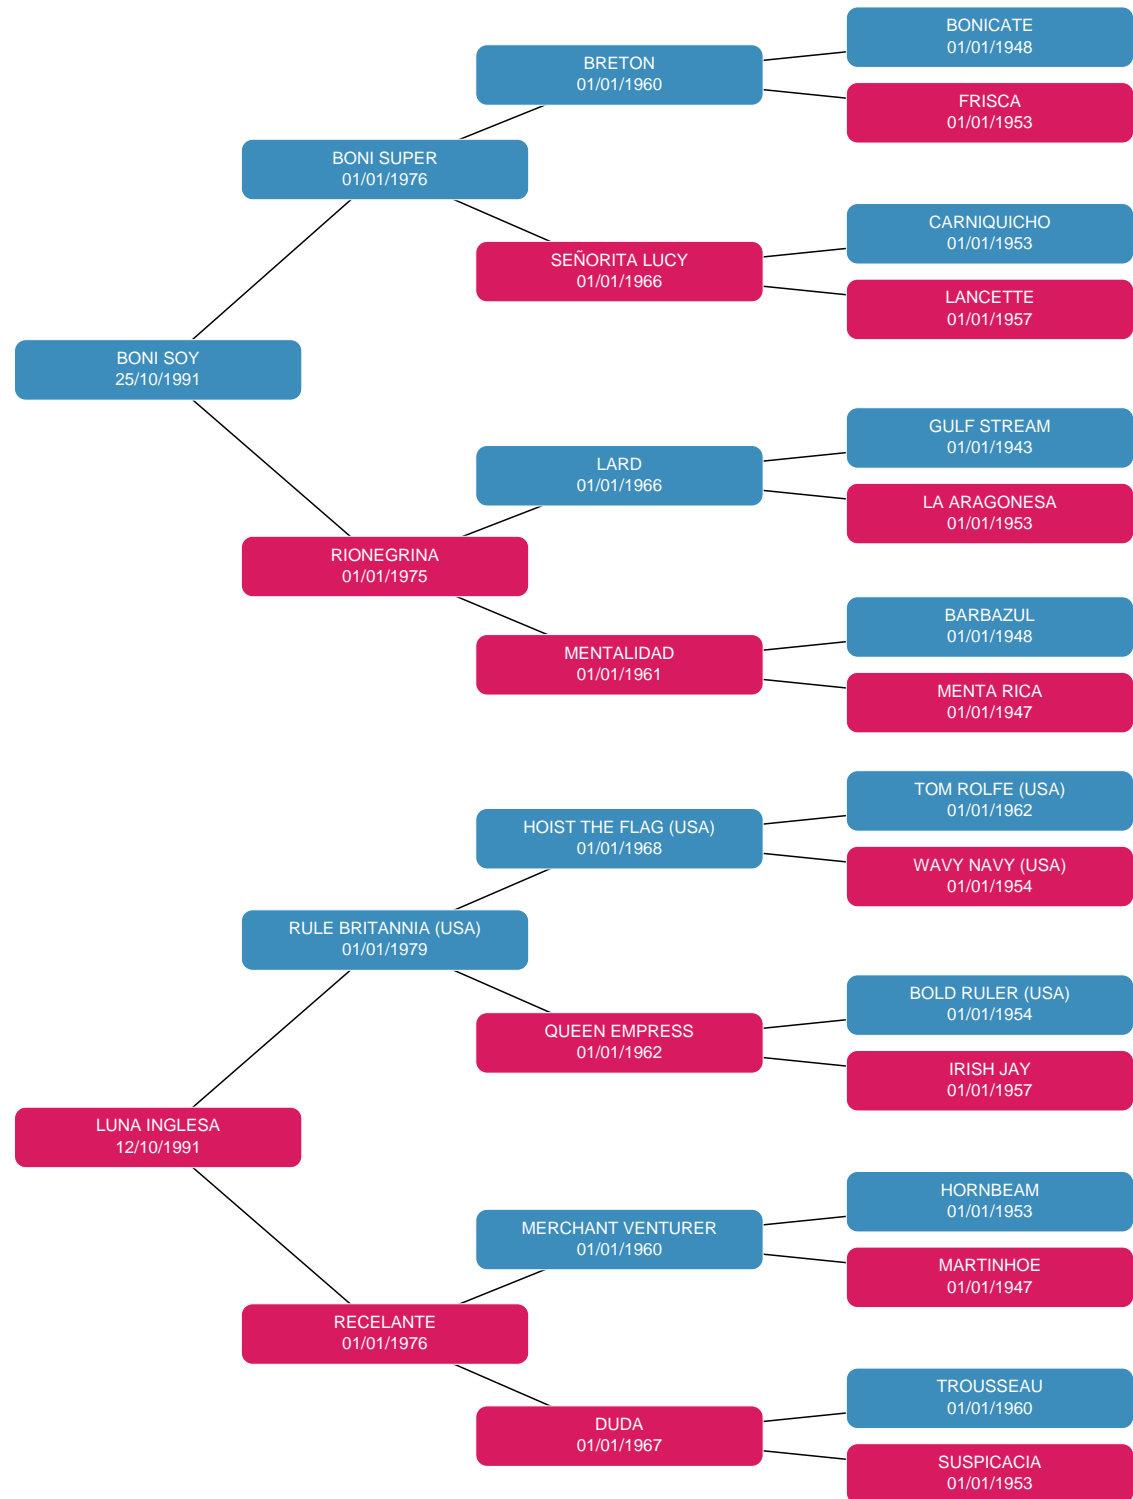 BONICATE
01/01/1948
BRETON
01/01/1960
FRISCA
01/01/1953
BONI SUPER
01/01/1976
CARNIQUICHO
01/01/1953
SEÑORITA LUCY
01/01/1966
LANCETTE
01/01/1957
BONI SOY
25/10/1991
GULF STREAM
01/01/1943
LARD
01/01/1966
LA ARAGONESA
01/01/1953
RIONEGRINA
01/01/1975
BARBAZUL
01/01/1948
MENTALIDAD
01/01/1961
MENTA RICA
01/01/1947
TOM ROLFE (USA)
01/01/1962
HOIST THE FLAG (USA)
01/01/1968
WAVY NAVY (USA)
01/01/1954
RULE BRITANNIA (USA)
01/01/1979
BOLD RULER (USA)
01/01/1954
QUEEN EMPRESS
01/01/1962
IRISH JAY
01/01/1957
LUNA INGLESA
12/10/1991
HORNBEAM
01/01/1953
MERCHANT VENTURER
01/01/1960
MARTINHOE
01/01/1947
RECELANTE
01/01/1976
TROUSSEAU
01/01/1960
DUDA
01/01/1967
SUSPICACIA
01/01/1953